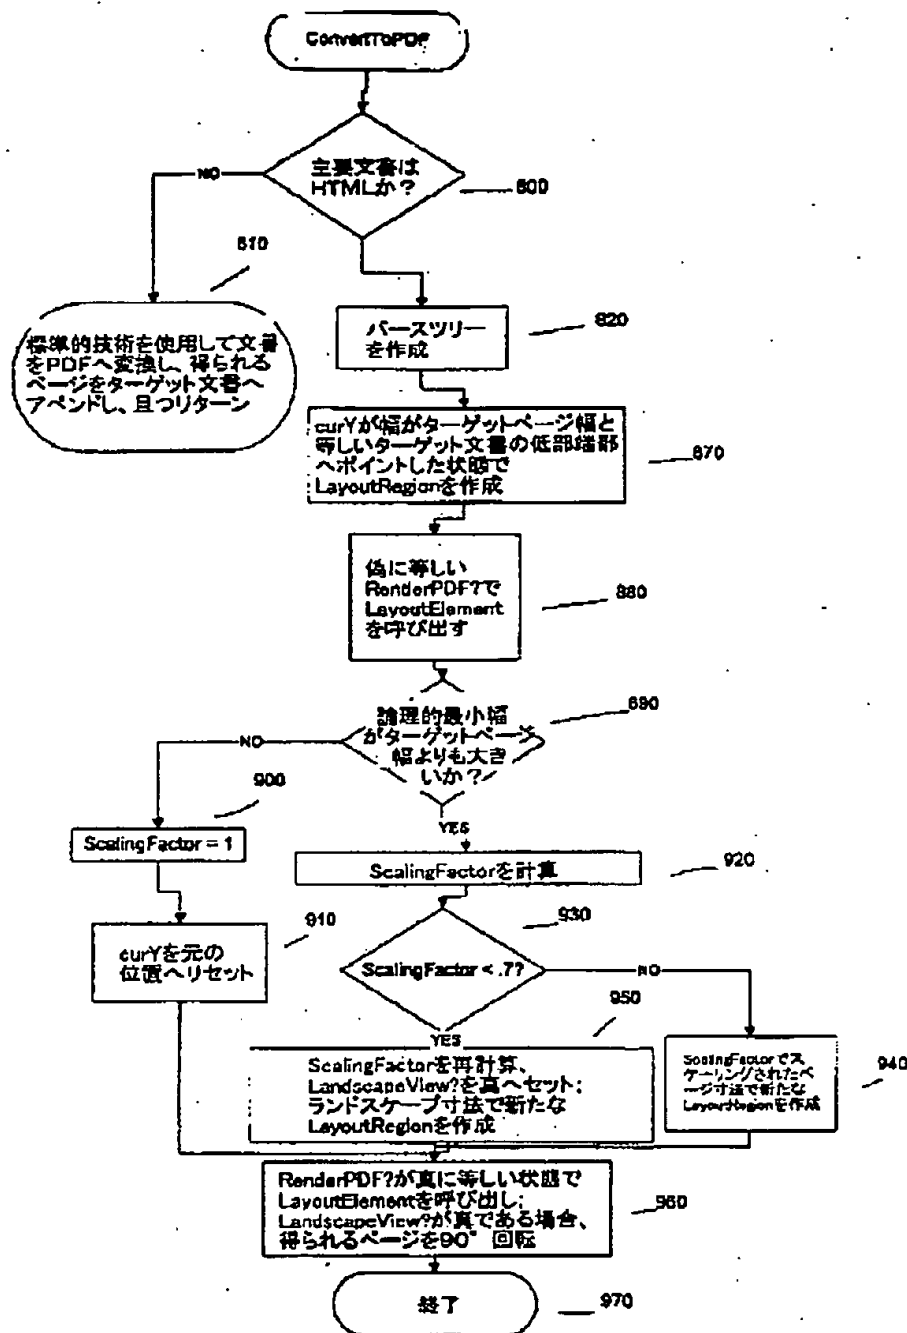 ConvertToPDF
主要文書は
HTMLか？
NO
800
810
標準的技術を使用して文書
をPDFへ変換し、得られる
ページをターゲット文書へ
アペンドし、且つリターン
パースツリー
を作成
820
curYが幅がターゲットページ幅と
等しいターゲット文書の低部端部
へポイントした状態で
LayoutRegionを作成
870
偽に等しい
RenderPDF?で
LayoutElement
を呼び出す
880
論理的最小幅
がターゲットページ
幅よりも大き
いか？
890
NO
YES
900
ScalingFactor = 1
ScalingFactorを計算
920
910
curYを元の
位置へリセット
930
ScalingFactor < .7?
NO
YES
950
ScalingFactorを再計算、
LandscapeView?を真へセット;
ランドスケープ寸法で新たな
LayoutRegionを作成
ScalingFactorでス
ケーリングされたペ
ージ寸法で新たな
LayoutRegionを作成
940
RenderPDF?が真に等しい状態で
LayoutElementを呼び出し;
LandscapeView?が真である場合、
得られるページを90°回転
960
終了
970